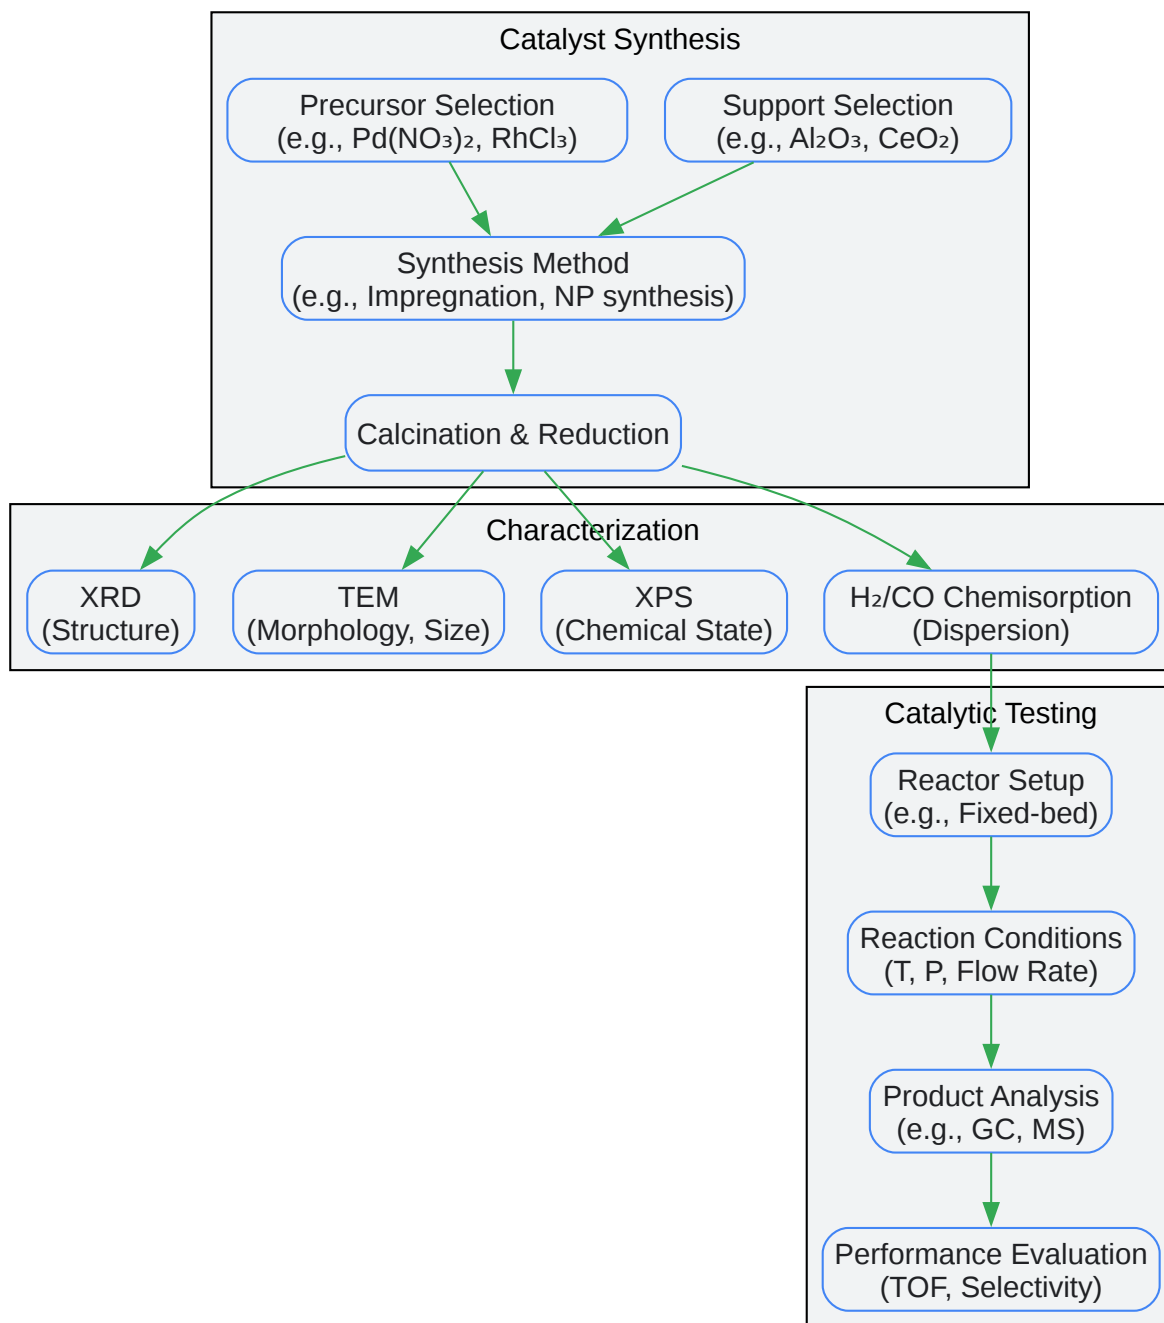 Catalyst Synthesis
Precursor Selection
(e.g., Pd(NO₃)₂, RhCl₃)
Support Selection
(e.g., Al₂O₃, CeO₂)
Synthesis Method
(e.g., Impregnation, NP synthesis)
Calcination & Reduction
Characterization
XRD
(Structure)
TEM
(Morphology, Size)
XPS
(Chemical State)
H₂/CO Chemisorption
(Dispersion)
Catalytic Testing
Reactor Setup
(e.g., Fixed-bed)
Reaction Conditions
(T, P, Flow Rate)
Product Analysis
(e.g., GC, MS)
Performance Evaluation
(TOF, Selectivity)